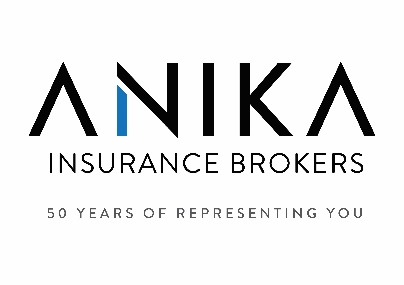 ANIKA
INSURANCE BROKERS
50 YEARS OF REPRESENTING YOU